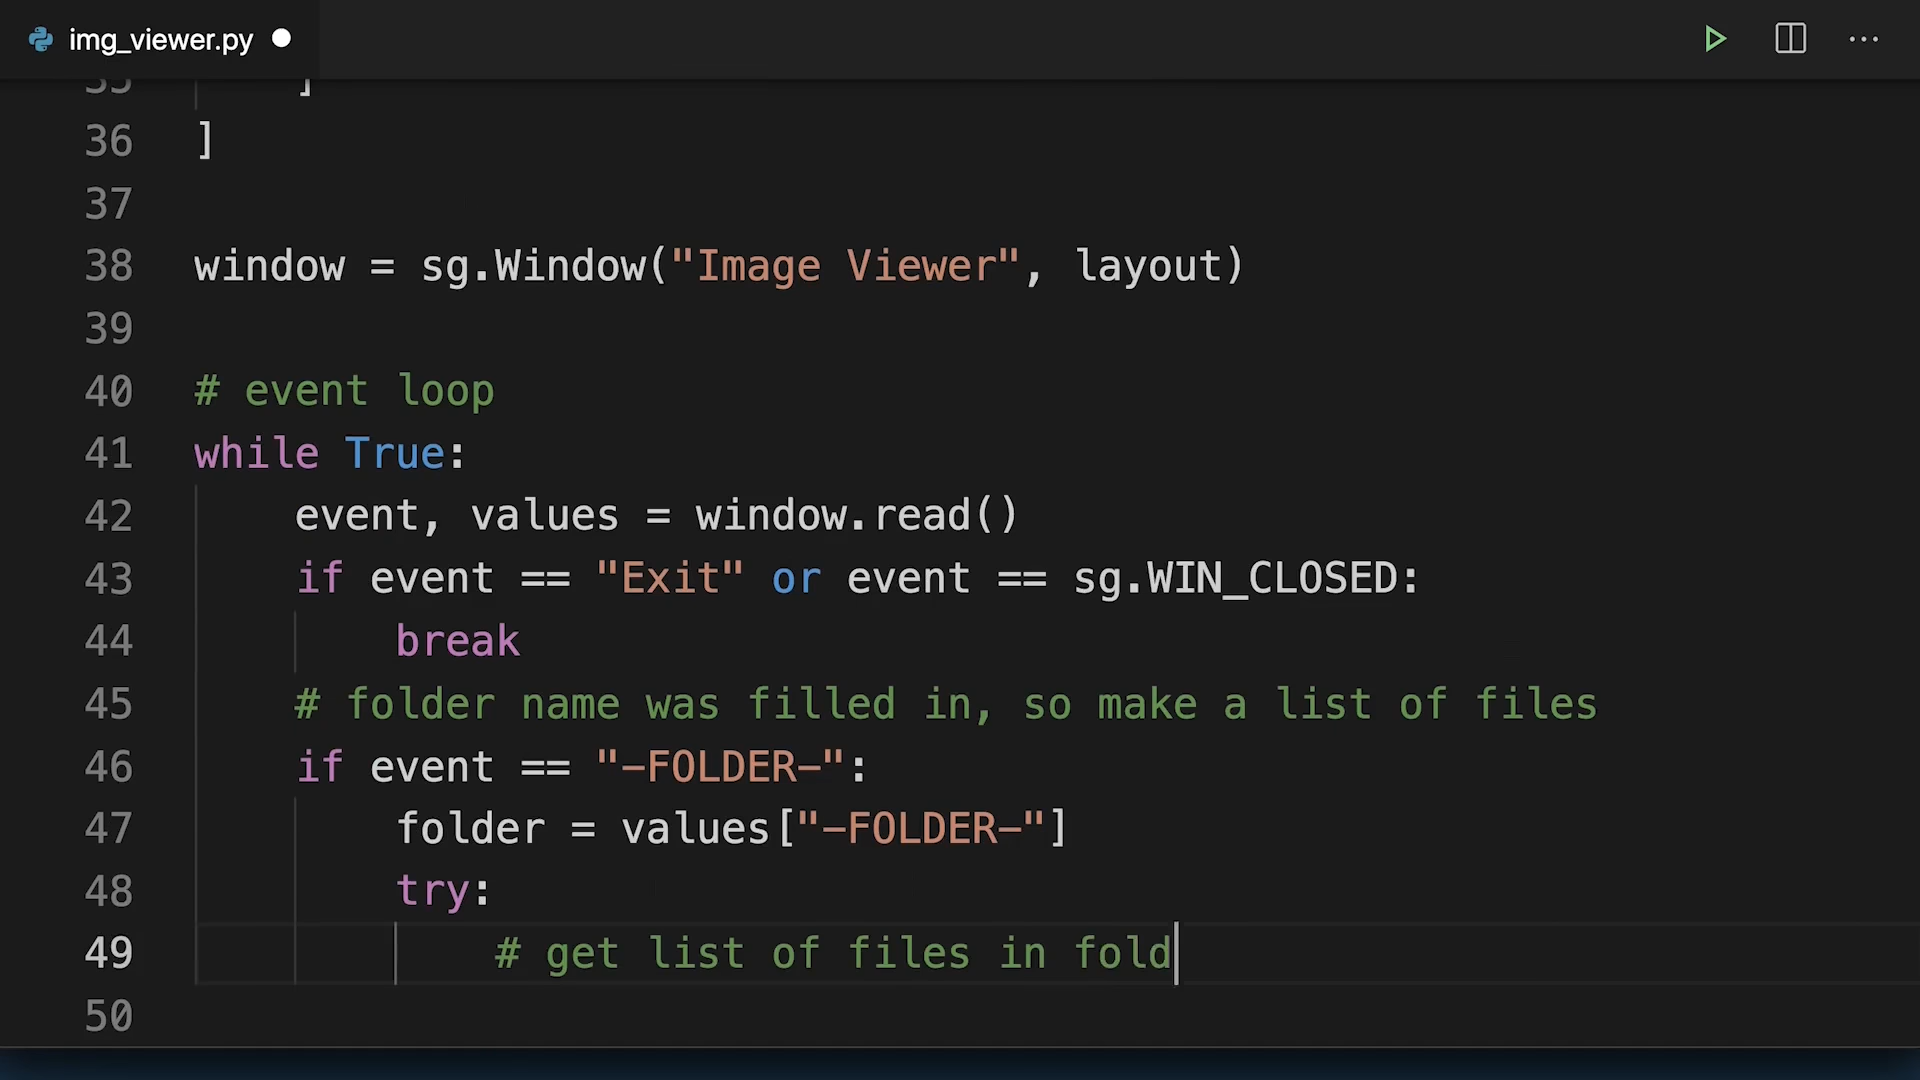 img_viewer.py
35 ]
36 ]
37
38 window = sg.Window("Image Viewer", layout)
39
40 # event loop
41 while True:
42 event, values = window.read()
43 if event == "Exit" or event == sg.WIN_CLOSED:
44 break
45 # folder name was filled in, so make a list of files
46 if event == "-FOLDER-":
47 folder = values["-FOLDER-"]
48 try:
49 # get list of files in fold
50